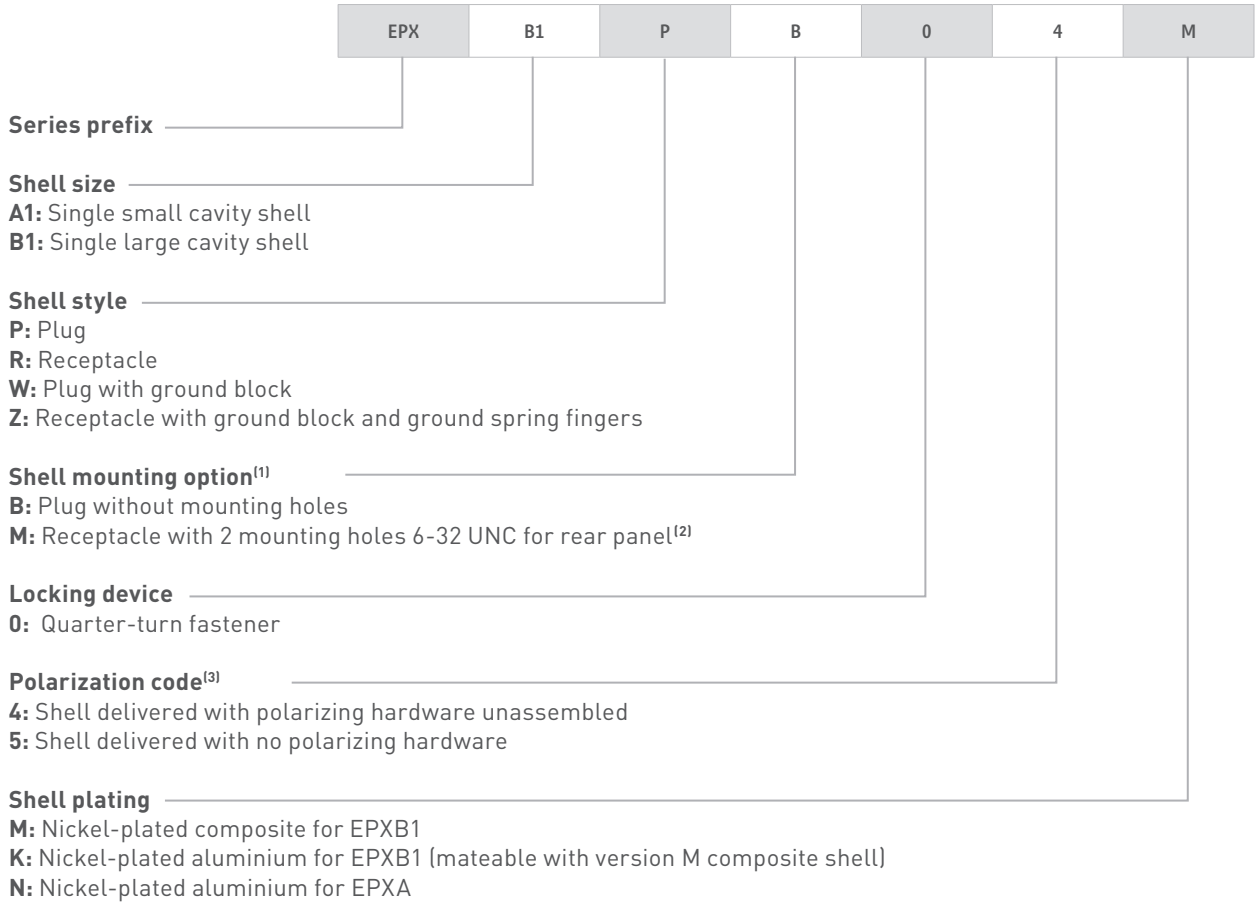 EPX B1 P B 0 4 M
Series prefix
Shell size
A1: Single small cavity shell
B1: Single large cavity shell
Shell style
P: Plug
R: Receptacle
W: Plug with ground block
Z: Receptacle with ground block and ground spring fingers
Shell mounting option(1)
B: Plug without mounting holes
M: Receptacle with 2 mounting holes 6-32 UNC for rear panel(2)
Locking device
0: Quarter-turn fastener
Polarization code(3)
4: Shell delivered with polarizing hardware unassembled
5: Shell delivered with no polarizing hardware
Shell plating
M: Nickel-plated composite for EPXB1
K: Nickel-plated aluminium for EPXB1 (mateable with version M composite shell)
N: Nickel-plated aluminium for EPXA